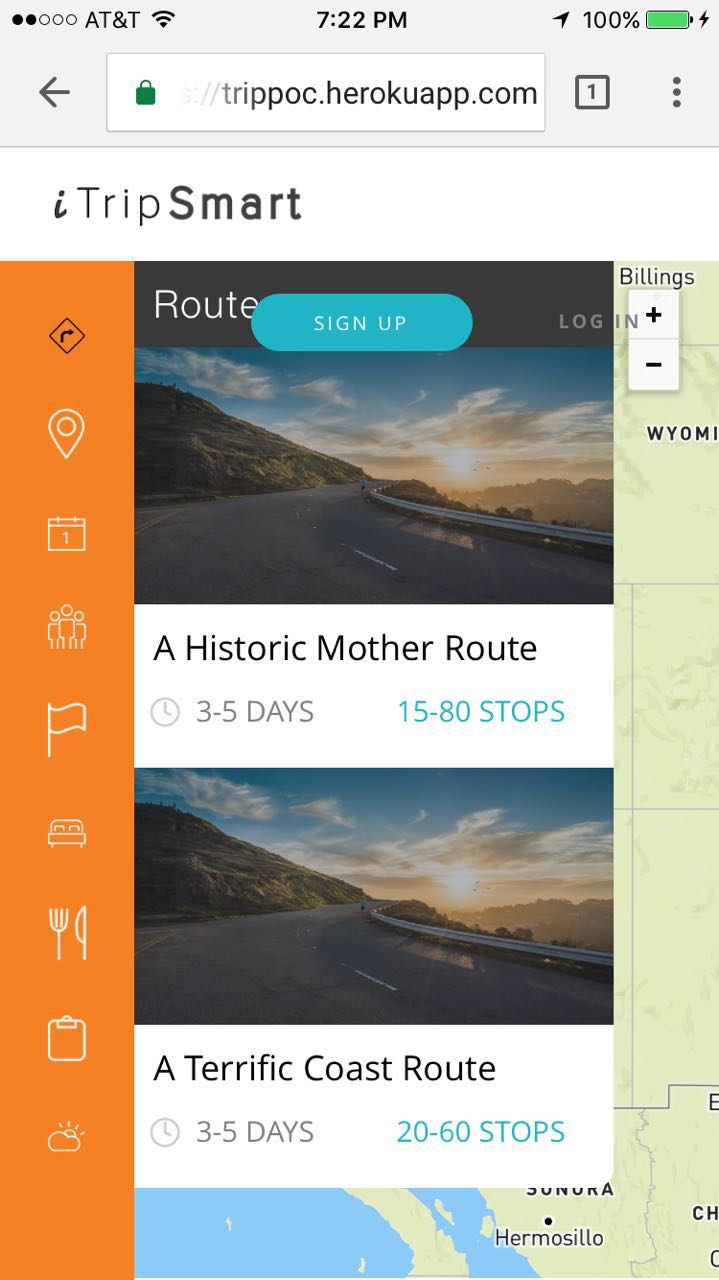 AT&T 7:22 PM 100%
s://trippoc.herokuapp.com 1
iTripSmart
Billings
Route
SIGN UP
LOG IN
+
−
WYOMI
1
A Historic Mother Route
3-5 DAYS 15-80 STOPS
A Terrific Coast Route
3-5 DAYS 20-60 STOPS
E
SONORA
CH
Hermosillo
C